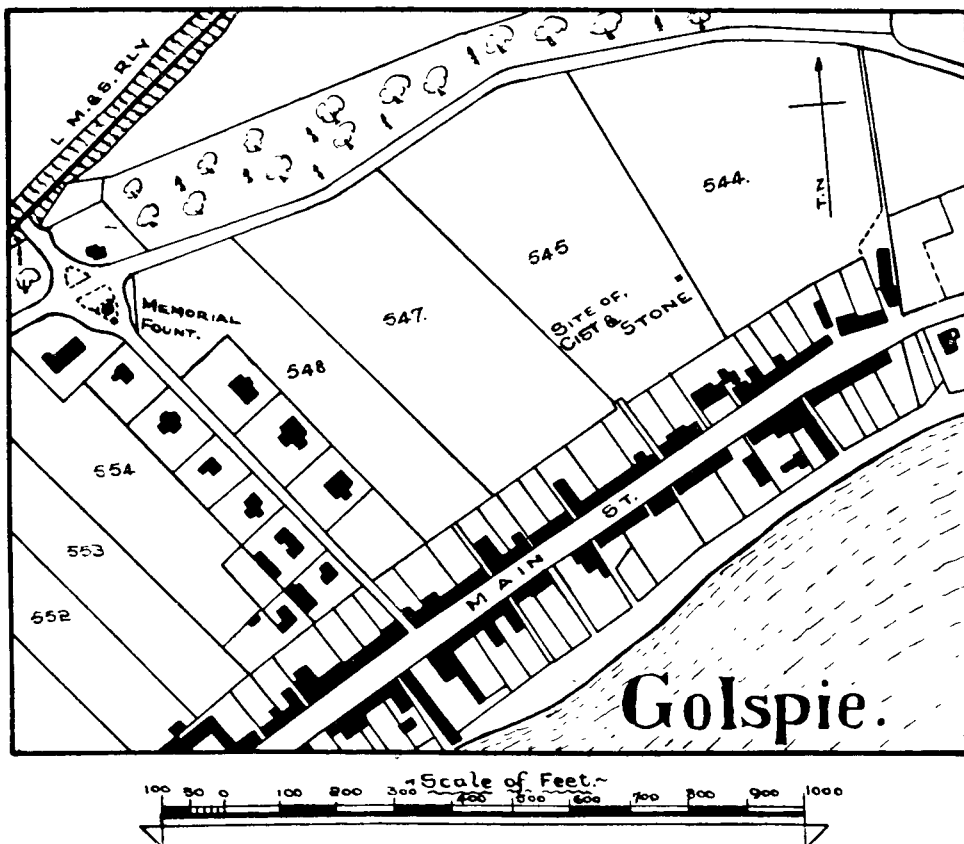 L. M. & S. RLY
T. N
544.
545
SITE OF,
CIST &
STONE
547.
MEMORIAL
FOUNT.
548
554
553
552
MAIN ST.
Golspie.
Scale of Feet.
100 50 0 100 200 300 400 500 600 700 800 900 1000